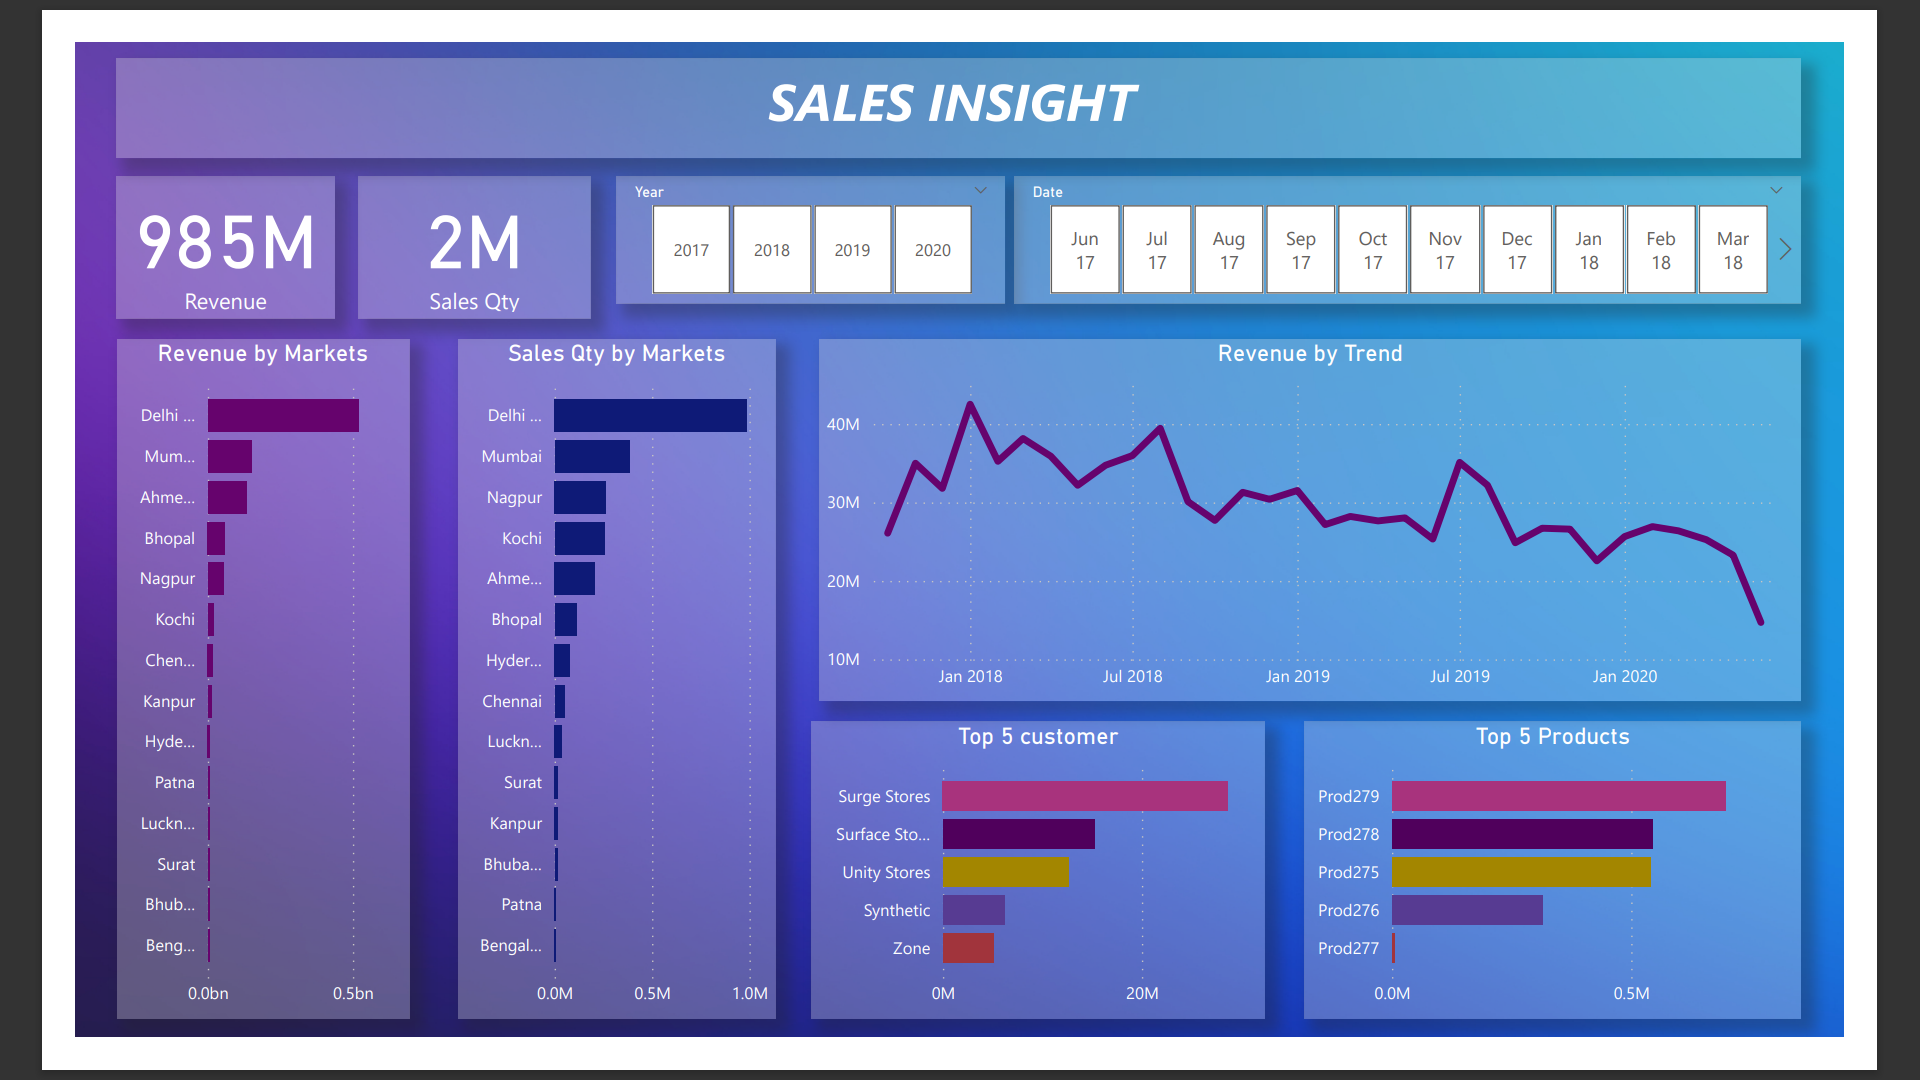 SALES INSIGHT
985M
Revenue
2M
Sales Qty
Year
2017
2018
2019
2020
Date
Jun
17
Jul
17
Aug
17
Sep
17
Oct
17
Nov
17
Dec
17
Jan
18
Feb
18
Mar
18
Revenue by Markets
Delhi ...
Mum...
Ahme...
Bhopal
Nagpur
Kochi
Chen...
Kanpur
Hyde...
Patna
Luckn...
Surat
Bhub...
Beng...
0.0bn 0.5bn
Sales Qty by Markets
Delhi ...
Mumbai
Nagpur
Kochi
Ahme...
Bhopal
Hyder...
Chennai
Luckn...
Surat
Kanpur
Bhuba...
Patna
Bengal...
0.0M 0.5M 1.0M
Revenue by Trend
40M
30M
20M
10M
Jan 2018 Jul 2018 Jan 2019 Jul 2019 Jan 2020
Top 5 customer
Surge Stores
Surface Sto...
Unity Stores
Synthetic
Zone
0M 20M
Top 5 Products
Prod279
Prod278
Prod275
Prod276
Prod277
0.0M 0.5M